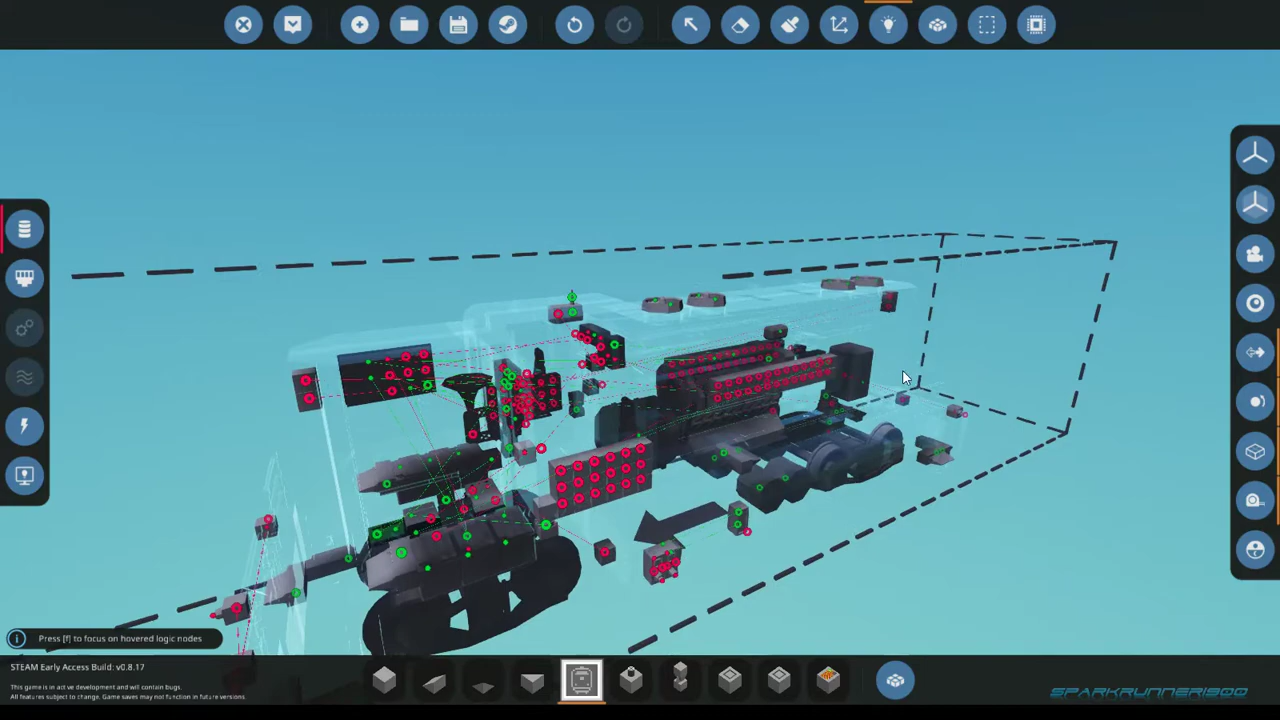 Press [f] to focus on hovered logic nodes
STEAM Early Access Build: v0.8.17
This game is in active development and will contain bugs.
All features subject to change. Game saves may not function in future versions.
SPARKRUNNER1900